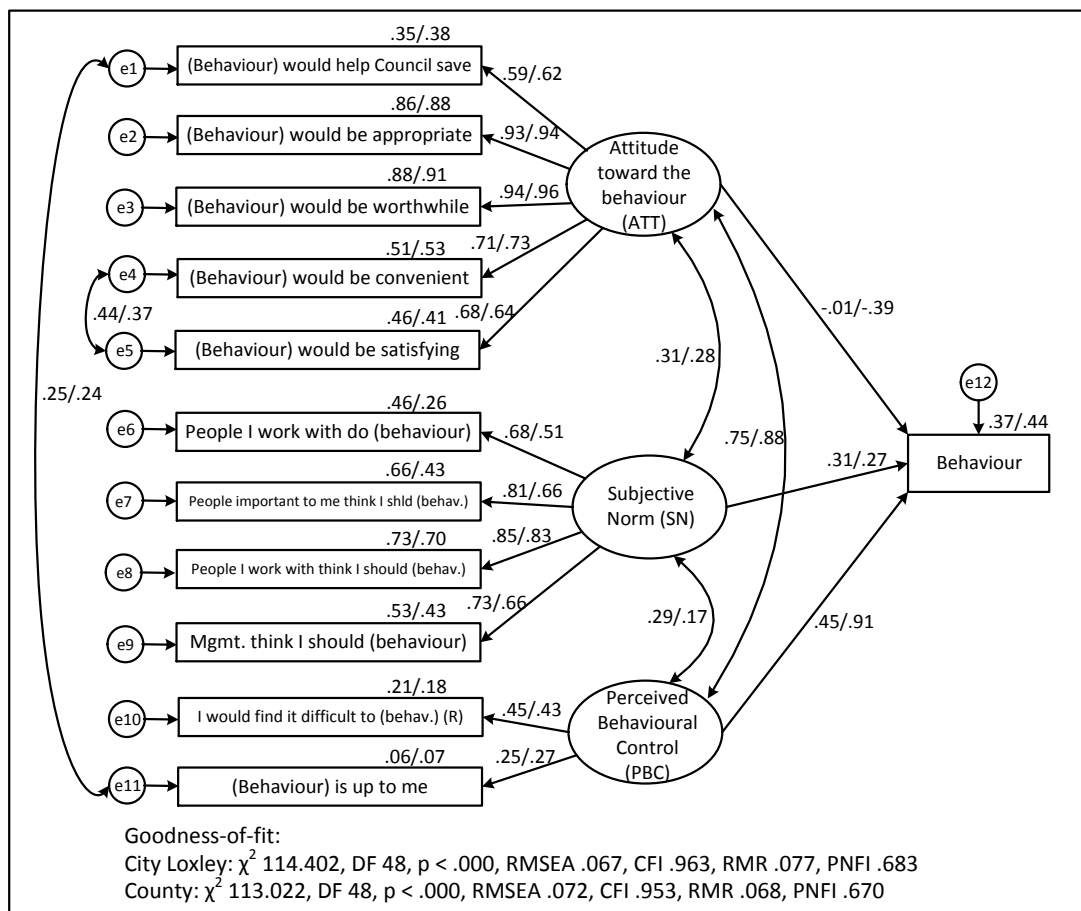 .35/.38
e1
(Behaviour) would help Council save
.59/.62
.86/.88
e2
(Behaviour) would be appropriate
.93/.94
Attitude
toward the
behaviour
(ATT)
.88/.91
e3
(Behaviour) would be worthwhile
.94/.96
.51/.53
.71/.73
e4
(Behaviour) would be convenient
.44/.37
.46/.41
.68/.64
e5
(Behaviour) would be satisfying
-.01/-.39
.31/.28
.25/.24
e12
.37/.44
Behaviour
.46/.26
e6
People I work with do (behaviour)
.68/.51
.75/.88
.31/.27
.66/.43
e7
People important to me think I shld (behav.)
.81/.66
Subjective
Norm (SN)
.73/.70
.85/.83
e8
People I work with think I should (behav.)
.53/.43
.73/.66
e9
Mgmt. think I should (behaviour)
.29/.17
.45/.91
.21/.18
e10
I would find it difficult to (behav.) (R)
.45/.43
Perceived
Behavioural
Control
(PBC)
.06/.07
.25/.27
e11
(Behaviour) is up to me
Goodness-of-fit:
City Loxley: χ² 114.402, DF 48, p < .000, RMSEA .067, CFI .963, RMR .077, PNFI .683
County: χ² 113.022, DF 48, p < .000, RMSEA .072, CFI .953, RMR .068, PNFI .670